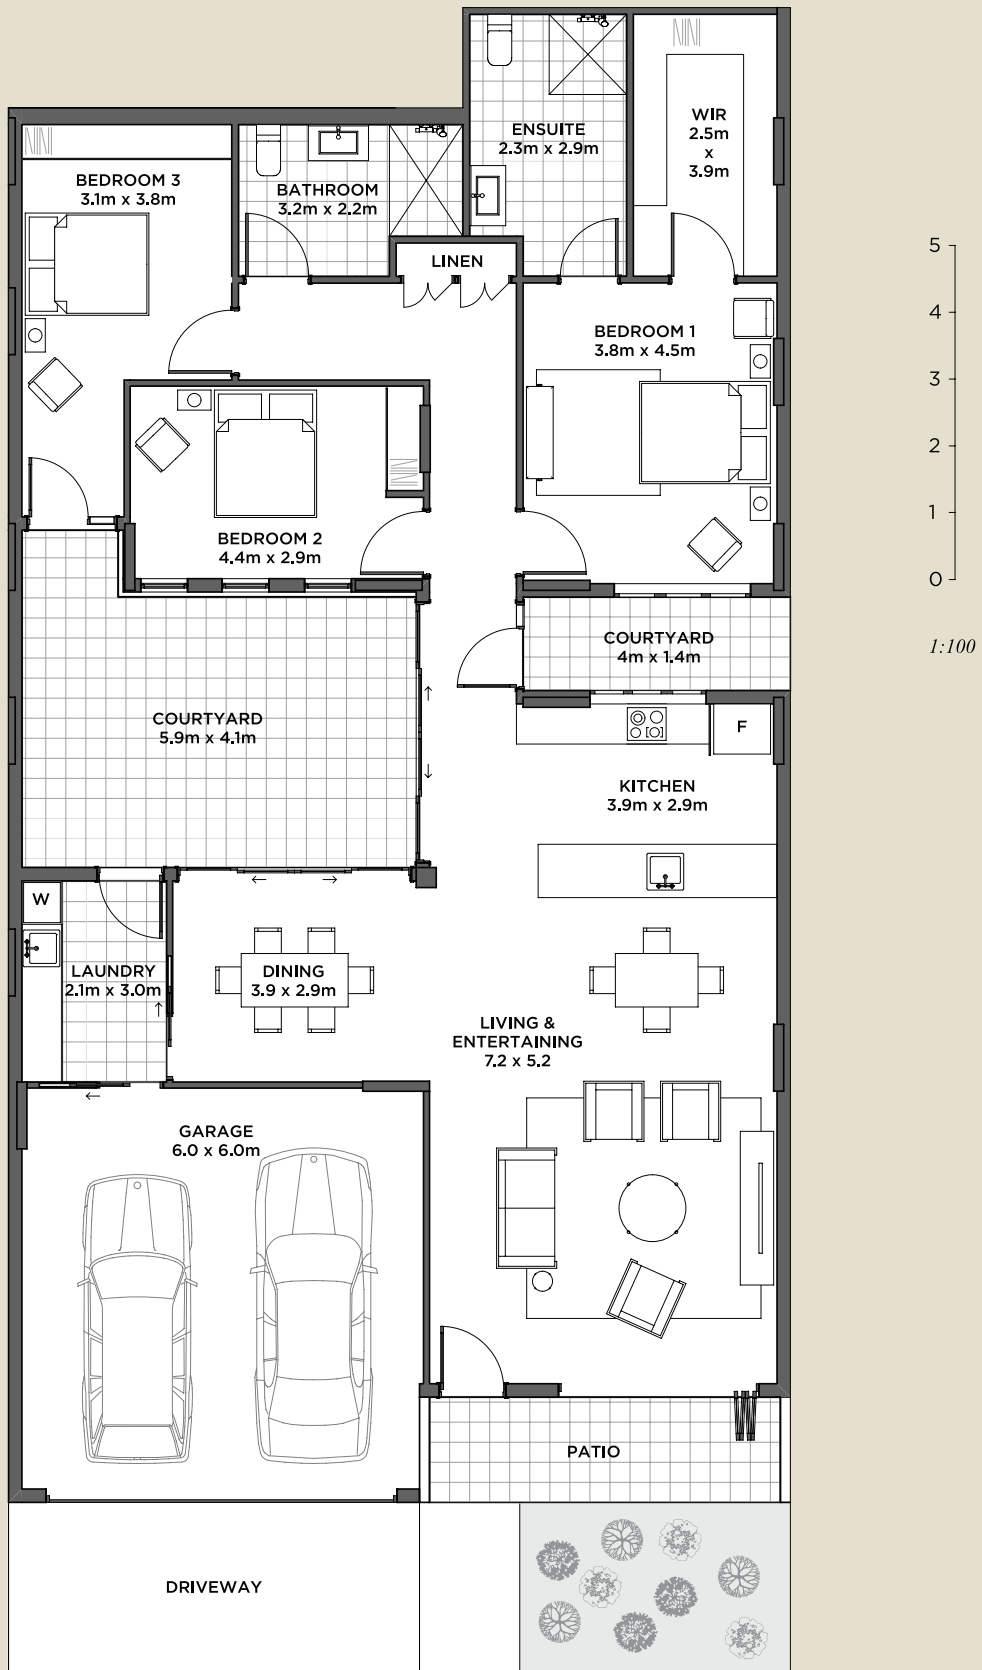 ENSUITE
2.3m x 2.9m
WIR
2.5m
x
3.9m
BEDROOM 3
3.1m x 3.8m
BATHROOM
3.2m x 2.2m
LINEN
BEDROOM 1
3.8m x 4.5m
5
4
3
2
1
0
1:100
BEDROOM 2
4.4m x 2.9m
COURTYARD
4m x 1.4m
COURTYARD
5.9m x 4.1m
F
KITCHEN
3.9m x 2.9m
W
LAUNDRY
2.1m x 3.0m
DINING
3.9 x 2.9m
LIVING &
ENTERTAINING
7.2 x 5.2
GARAGE
6.0 x 6.0m
PATIO
DRIVEWAY